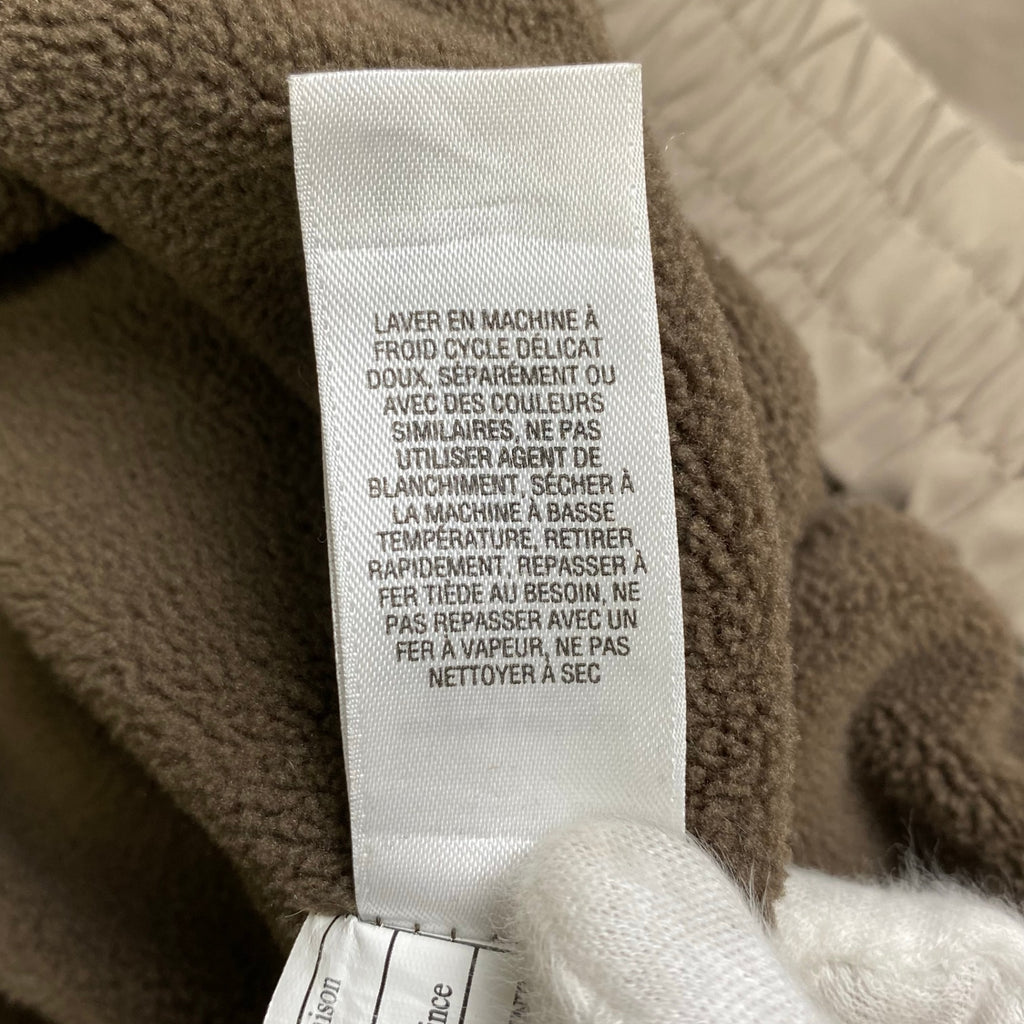 LAVER EN MACHINE À
FROID CYCLE DÉLICAT
DOUX, SÉPARÉMENT OU
AVEC DES COULEURS
SIMILAIRES, NE PAS
UTILISER AGENT DE
BLANCHIMENT, SÉCHER À
LA MACHINE À BASSE
TEMPÉRATURE, RETIRER
RAPIDEMENT, REPASSER À
FER TIÈDE AU BESOIN, NE
PAS REPASSER AVEC UN
FER À VAPEUR, NE PAS
NETTOYER À SEC
ison
nce